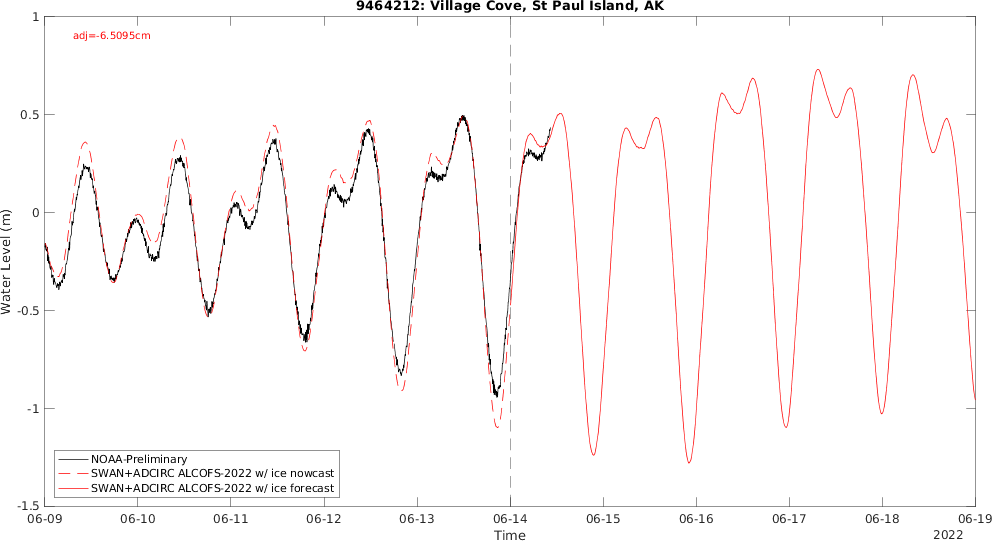 9464212: Village Cove, St Paul Island, AK
adj=-6.5095cm
Water Level (m)
1
0.5
0
-0.5
-1
-1.5
NOAA-Preliminary
SWAN+ADCIRC ALCOFS-2022 w/ ice nowcast
SWAN+ADCIRC ALCOFS-2022 w/ ice forecast
06-09 06-10 06-11 06-12 06-13 06-14 06-15 06-16 06-17 06-18 06-19
Time
2022